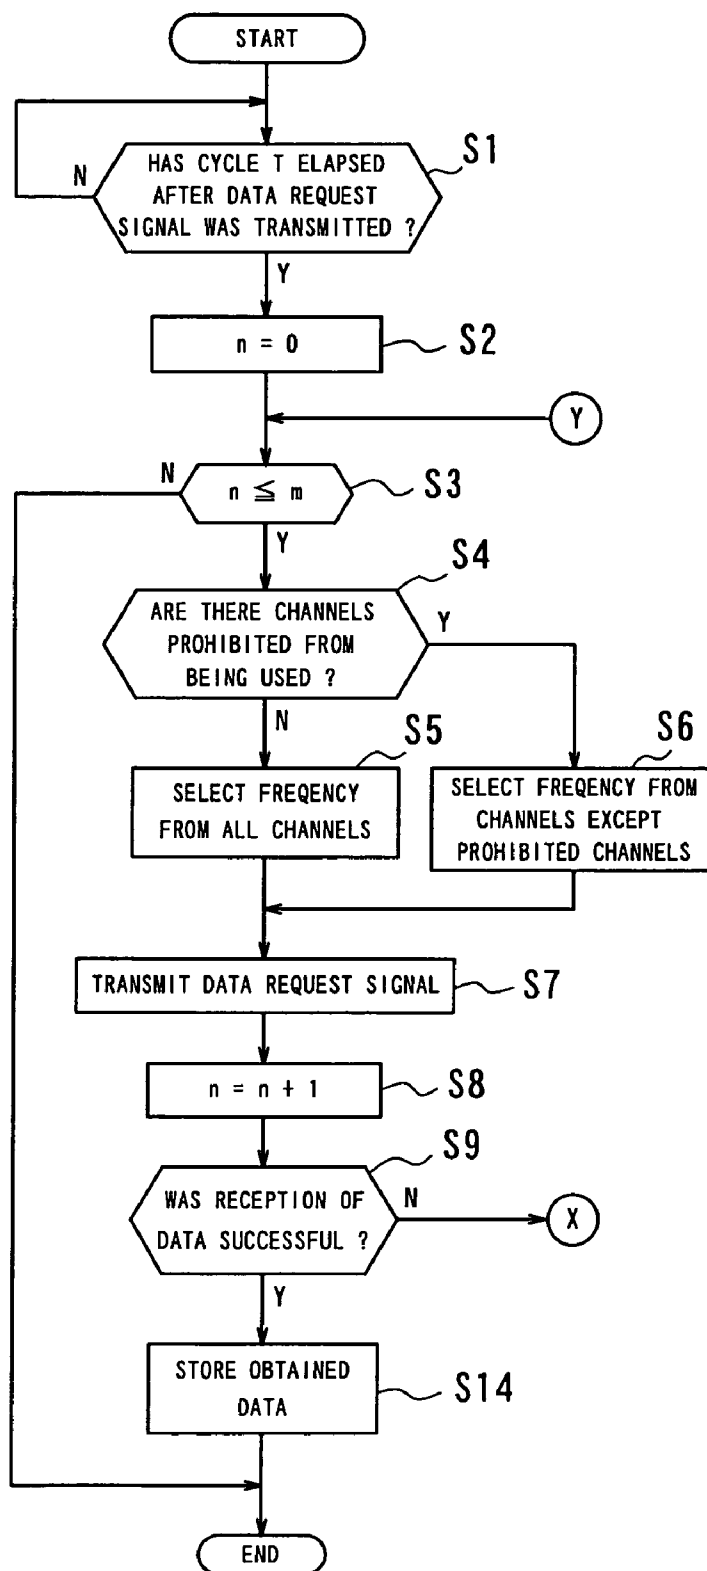 START
HAS CYCLE T ELAPSED
AFTER DATA REQUEST
SIGNAL WAS TRANSMITTED ?
S1
N
Y
n = 0
S2
Y
N
n ≦ m
S3
Y
S4
ARE THERE CHANNELS
PROHIBITED FROM
BEING USED ?
Y
N
S5
S6
SELECT FREQENCY
FROM ALL CHANNELS
SELECT FREQENCY FROM
CHANNELS EXCEPT
PROHIBITED CHANNELS
TRANSMIT DATA REQUEST SIGNAL
S7
n = n + 1
S8
S9
WAS RECEPTION OF
DATA SUCCESSFUL ?
N
X
Y
STORE OBTAINED
DATA
S14
END